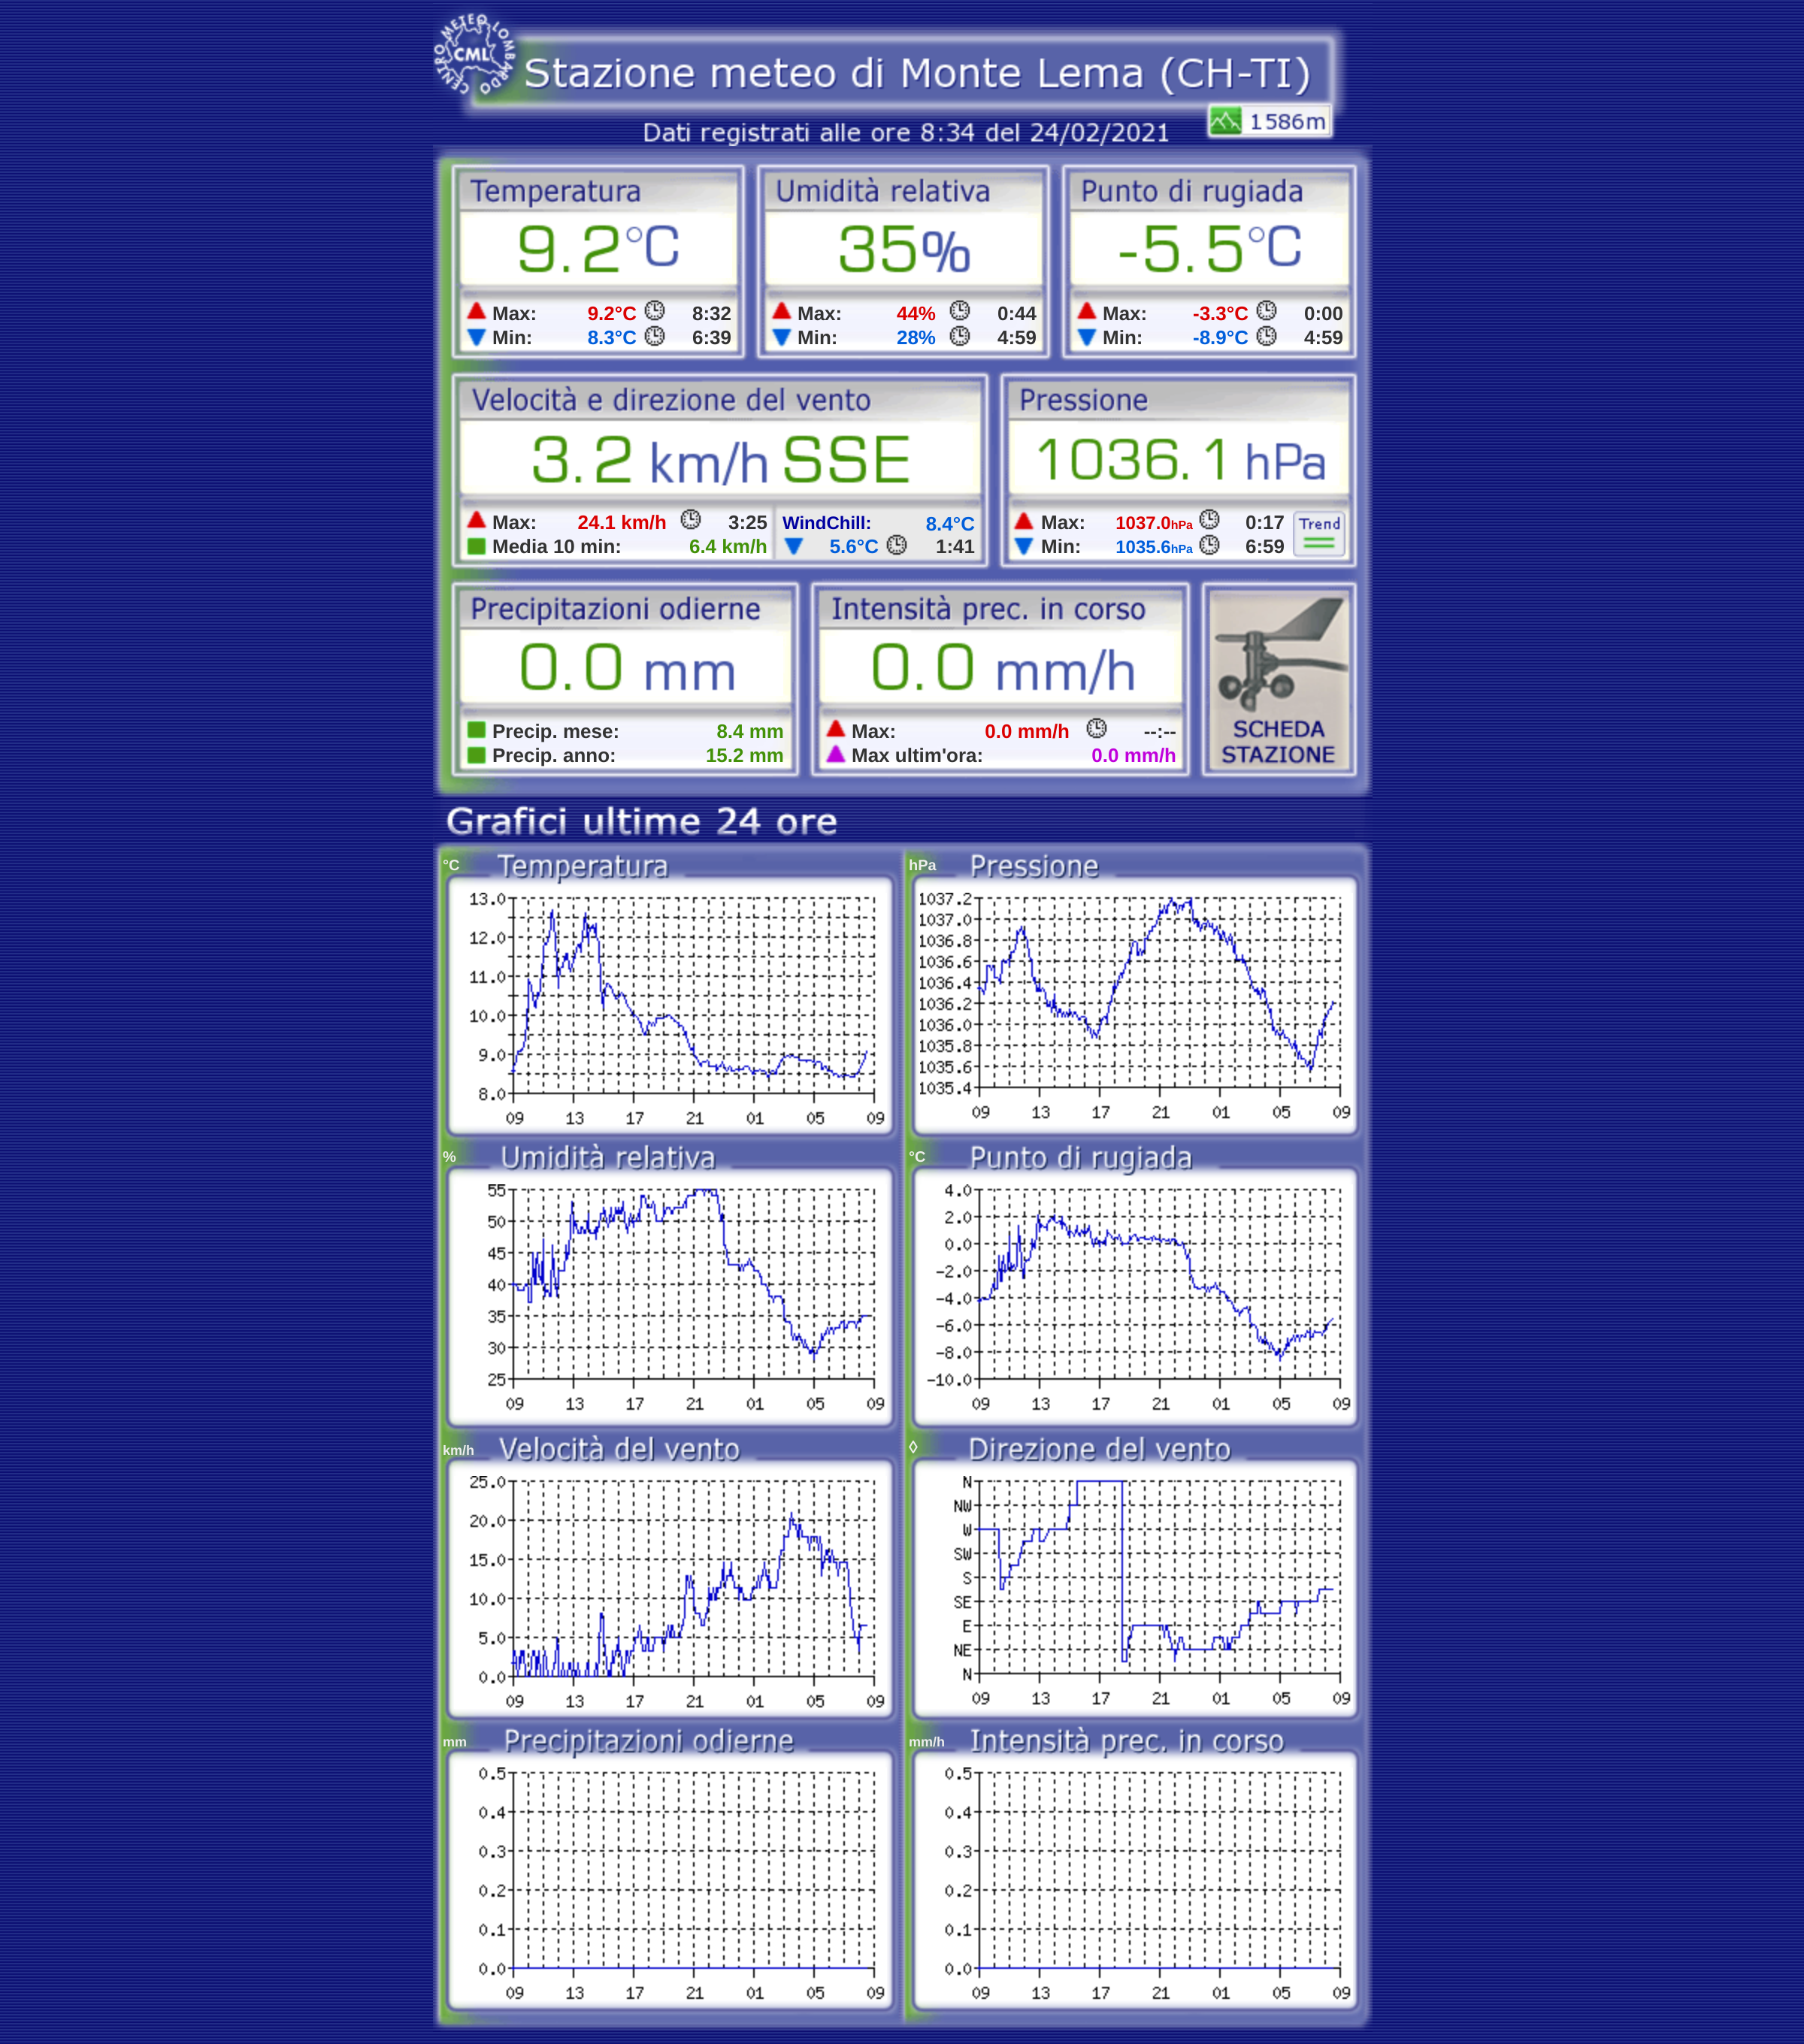 CENTRO METEO LOMBARDO
CML
Stazione meteo di Monte Lema (CH-TI)
1586m
Dati registrati alle ore 8:34 del 24/02/2021
Temperatura
9.2°C
Max: 9.2°C 8:32
Min: 8.3°C 6:39
Umidità relativa
35%
Max: 44% 0:44
Min: 28% 4:59
Punto di rugiada
-5.5°C
Max: -3.3°C 0:00
Min: -8.9°C 4:59
Velocità e direzione del vento
3.2 km/h SSE
Max: 24.1 km/h 3:25
Media 10 min: 6.4 km/h
WindChill: 8.4°C
5.6°C 1:41
Pressione
1036.1 hPa
Max: 1037.0hPa 0:17
Min: 1035.6hPa 6:59
Trend
Precipitazioni odierne
0.0 mm
Precip. mese: 8.4 mm
Precip. anno: 15.2 mm
Intensità prec. in corso
0.0 mm/h
Max: 0.0 mm/h --:--
Max ultim'ora: 0.0 mm/h
SCHEDA
STAZIONE
Grafici ultime 24 ore
°C Temperatura
13.0
12.0
11.0
10.0
9.0
8.0
09 13 17 21 01 05 09
hPa Pressione
1037.2
1037.0
1036.8
1036.6
1036.4
1036.2
1036.0
1035.8
1035.6
1035.4
09 13 17 21 01 05 09
% Umidità relativa
55
50
45
40
35
30
25
09 13 17 21 01 05 09
°C Punto di rugiada
4.0
2.0
0.0
-2.0
-4.0
-6.0
-8.0
-10.0
09 13 17 21 01 05 09
km/h Velocità del vento
25.0
20.0
15.0
10.0
5.0
0.0
09 13 17 21 01 05 09
◊ Direzione del vento
N
NW
W
SW
S
SE
E
NE
N
09 13 17 21 01 05 09
mm Precipitazioni odierne
0.5
0.4
0.3
0.2
0.1
0.0
09 13 17 21 01 05 09
mm/h Intensità prec. in corso
0.5
0.4
0.3
0.2
0.1
0.0
09 13 17 21 01 05 09